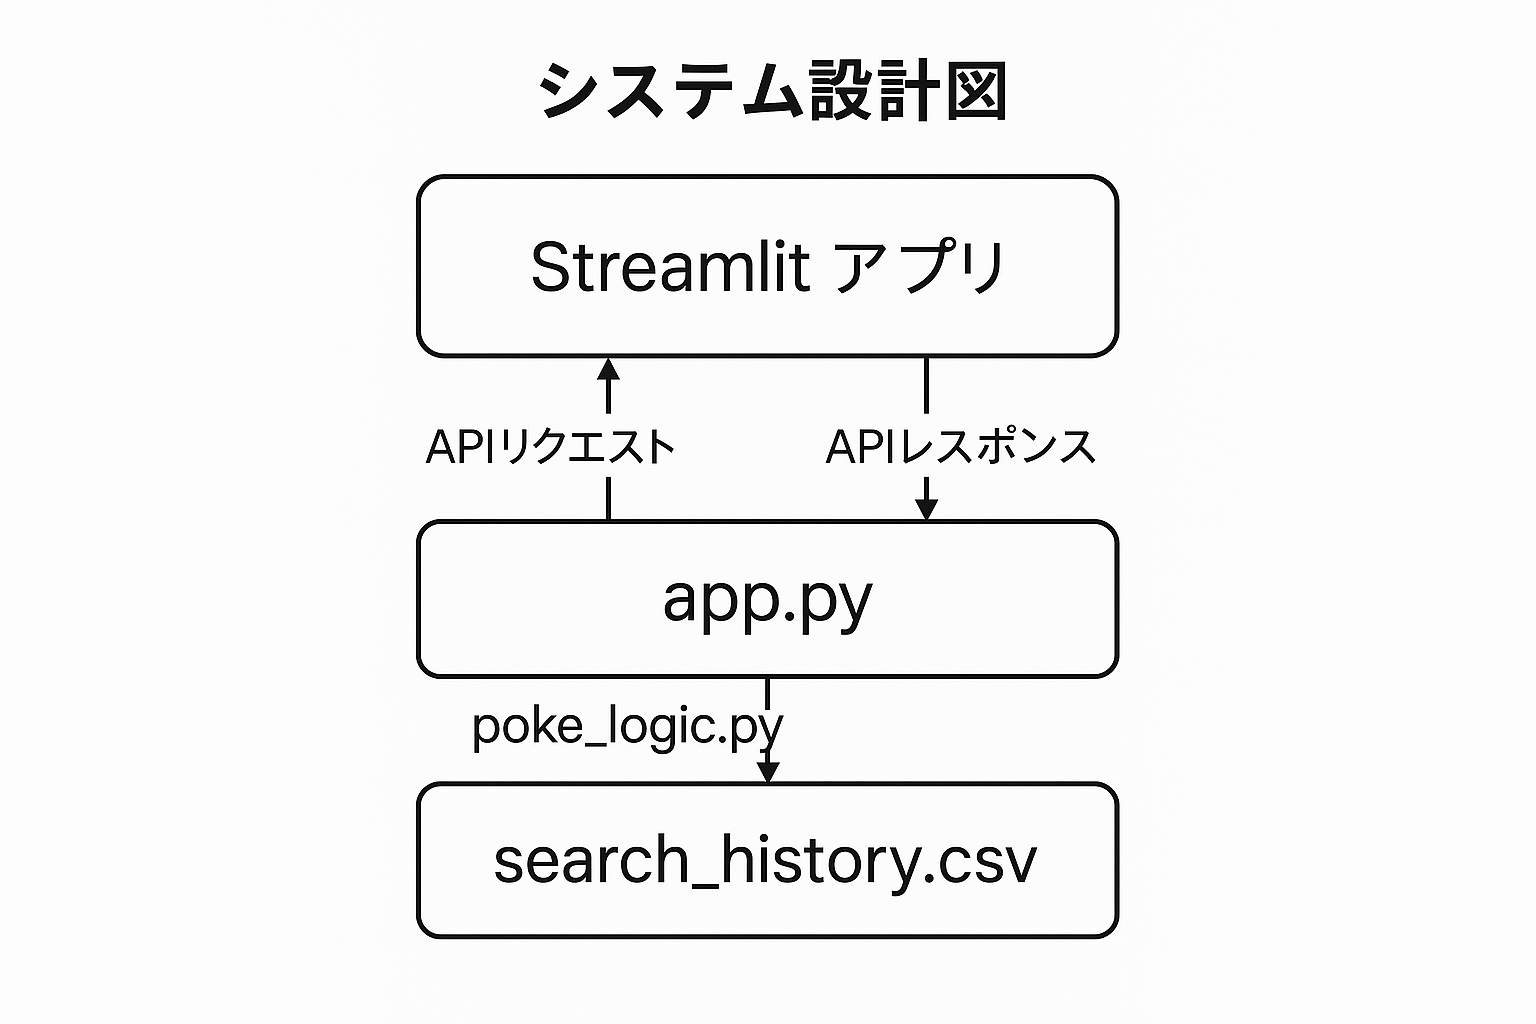 システム設計図
Streamlit アプリ
APIリクエスト
APIレスポンス
app.py
poke_logic.py
search_history.csv